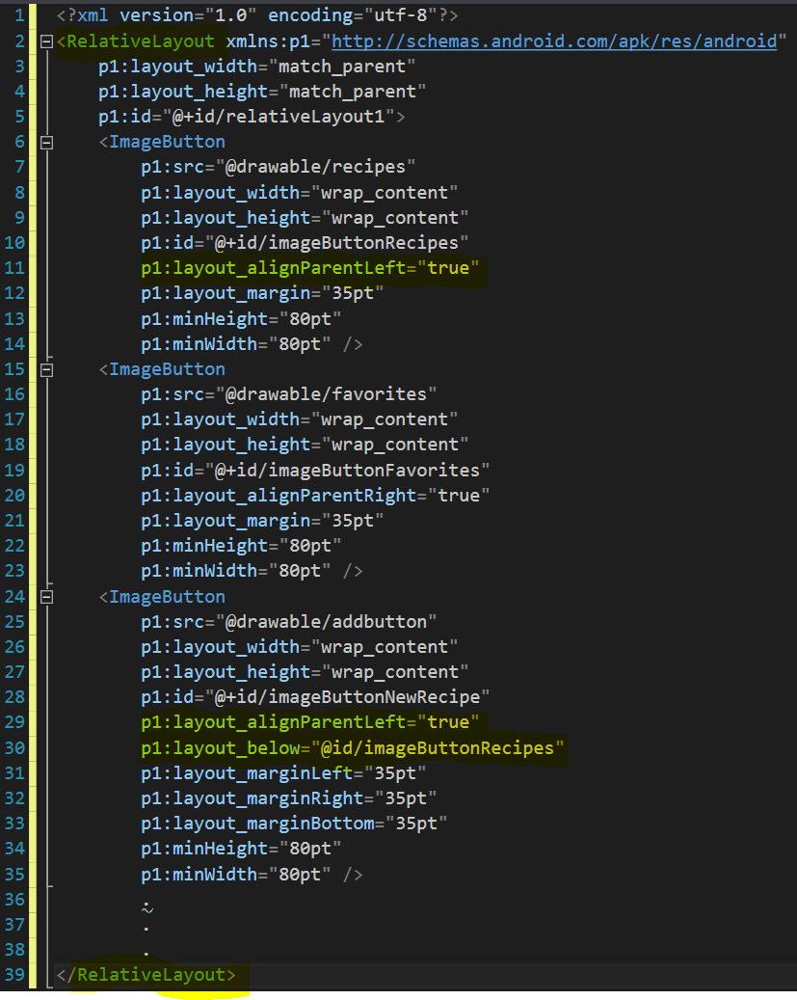 1 <?xml version="1.0" encoding="utf-8"?>
2 <RelativeLayout xmlns:p1="http://schemas.android.com/apk/res/android"
3 p1:layout_width="match_parent"
4 p1:layout_height="match_parent"
5 p1:id="@+id/relativeLayout1">
6 <ImageButton
7 p1:src="@drawable/recipes"
8 p1:layout_width="wrap_content"
9 p1:layout_height="wrap_content"
10 p1:id="@+id/imageButtonRecipes"
11 p1:layout_alignParentLeft="true"
12 p1:layout_margin="35pt"
13 p1:minHeight="80pt"
14 p1:minWidth="80pt" />
15 <ImageButton
16 p1:src="@drawable/favorites"
17 p1:layout_width="wrap_content"
18 p1:layout_height="wrap_content"
19 p1:id="@+id/imageButtonFavorites"
20 p1:layout_alignParentRight="true"
21 p1:layout_margin="35pt"
22 p1:minHeight="80pt"
23 p1:minWidth="80pt" />
24 <ImageButton
25 p1:src="@drawable/addbutton"
26 p1:layout_width="wrap_content"
27 p1:layout_height="wrap_content"
28 p1:id="@+id/imageButtonNewRecipe"
29 p1:layout_alignParentLeft="true"
30 p1:layout_below="@id/imageButtonRecipes"
31 p1:layout_marginLeft="35pt"
32 p1:layout_marginRight="35pt"
33 p1:layout_marginBottom="35pt"
34 p1:minHeight="80pt"
35 p1:minWidth="80pt" />
36 .
37 .
38 .
39 </RelativeLayout>